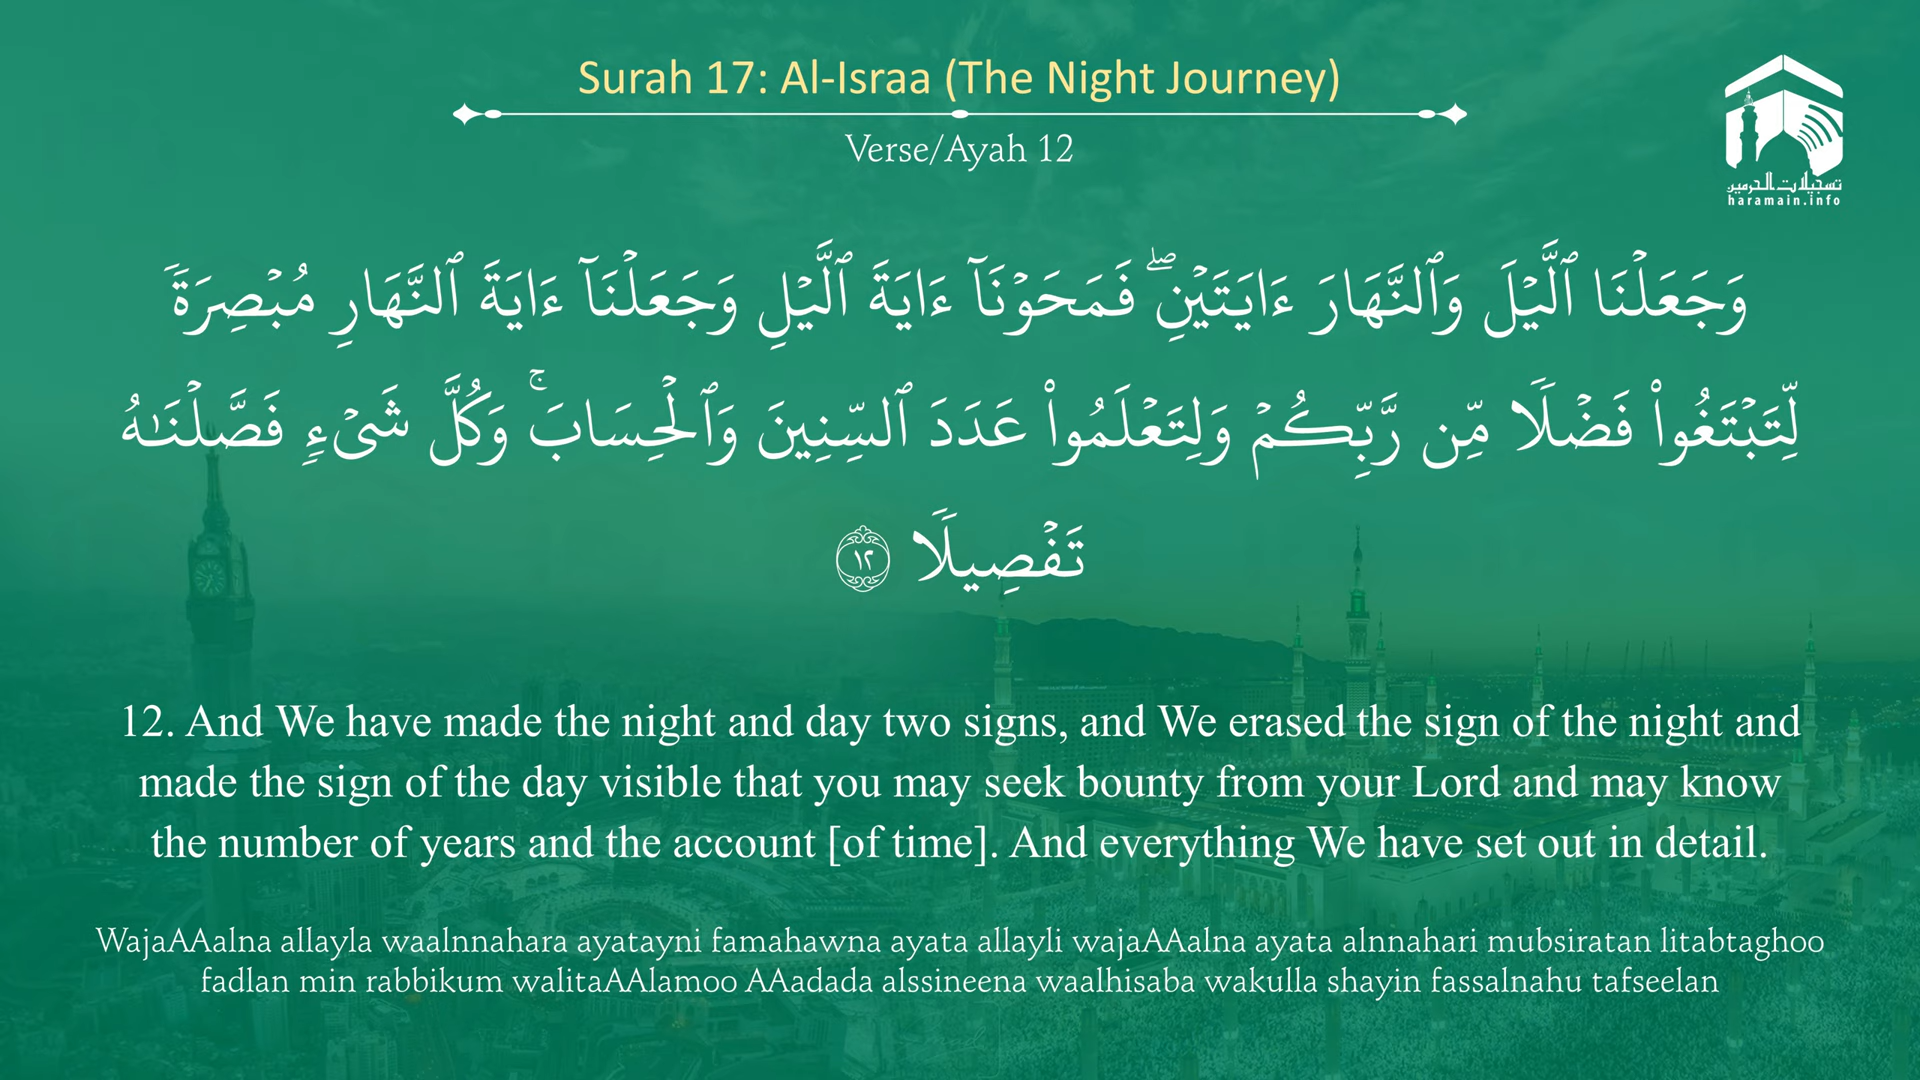 Surah 17: Al-Israa (The Night Journey)
Verse/Ayah 12
تسجيلات الحرمين
haramain.info
وَجَعَلْنَا ٱلَّيْلَ وَٱلنَّهَارَ ءَايَتَيْنِ ۖ فَمَحَوْنَآ ءَايَةَ ٱلَّيْلِ وَجَعَلْنَآ ءَايَةَ ٱلنَّهَارِ مُبْصِرَةً
لِّتَبْتَغُوا۟ فَضْلًا مِّن رَّبِّكُمْ وَلِتَعْلَمُوا۟ عَدَدَ ٱلسِّنِينَ وَٱلْحِسَابَ ۚ وَكُلَّ شَىْءٍ فَصَّلْنَـٰهُ
تَفْصِيلًا ١٢
12. And We have made the night and day two signs, and We erased the sign of the night and
made the sign of the day visible that you may seek bounty from your Lord and may know
the number of years and the account [of time]. And everything We have set out in detail.
WajaAAalna allayla waalnnahara ayatayni famahawna ayata allayli wajaAAalna ayata alnnahari mubsiratan litabtaghoo
fadlan min rabbikum walitaAAlamoo AAadada alssineena waalhisaba wakulla shayin fassalnahu tafseelan